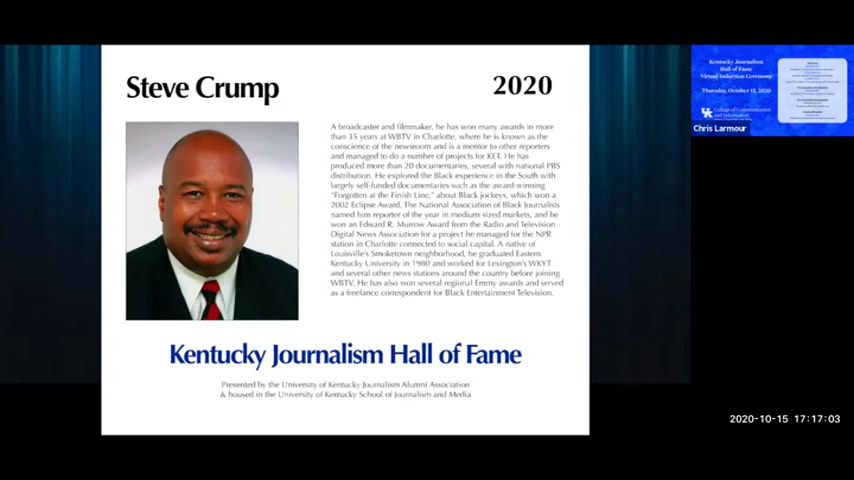 Steve Crump
2020
A broadcaster and filmmaker, he has won many awards in more
than 35 years at WBTV in Charlotte, where he is known as the
conscience of the newsroom and is a mentor to other reporters
and managed to do a number of projects for KET. He has
produced more than 20 documentaries, several with national PBS
distribution. He explored the Black experience in the South with
largely self-funded documentaries such as the award-winning
"Forgotten at the Finish Line," about Black jockeys, which won a
2002 Eclipse Award. The National Association of Black Journalists
named him reporter of the year in medium-sized markets, and he
won an Edward R. Murrow Award from the Radio and Television
Digital News Association for a project he managed for the NPR
station in Charlotte connected to social capital. A native of
Louisville's Smoketown neighborhood, he graduated Eastern
Kentucky University in 1980 and worked for Lexington's WKYT
and several other news stations around the country before joining
WBTV. He has also won several regional Emmy awards and served
as a freelance correspondent for Black Entertainment Television.
Kentucky Journalism Hall of Fame
Presented by the University of Kentucky Journalism Alumni Association
& housed in the University of Kentucky School of Journalism and Media
Kentucky Journalism
Hall of Fame
Virtual Induction Ceremony
Thursday, October 15, 2020
UK College of Communication
and Information
Chris Larmour
2020-10-15 17:17:03